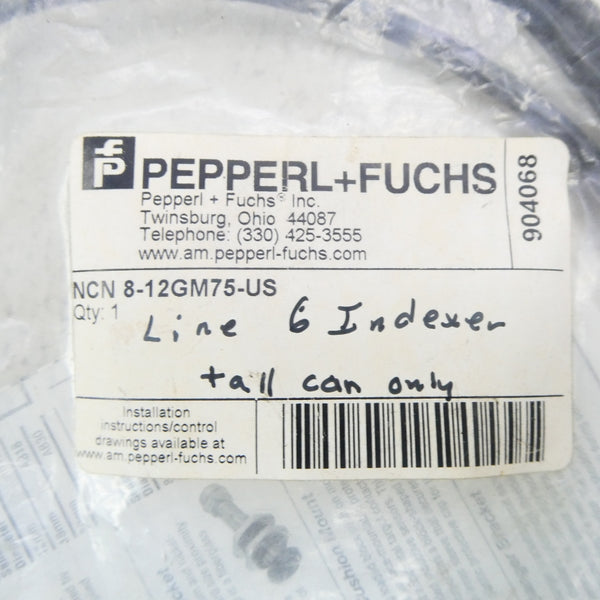 PEPPERL+FUCHS
Pepperl + Fuchs® Inc.
Twinsburg, Ohio 44087
Telephone: (330) 425-3555
www.am.pepperl-fuchs.com
904068
NCN 8-12GM75-US
Qty: 1
Line 6 Indexer
tall can only
Installation
instructions/control
drawings available at
www.am.pepperl-fuchs.com